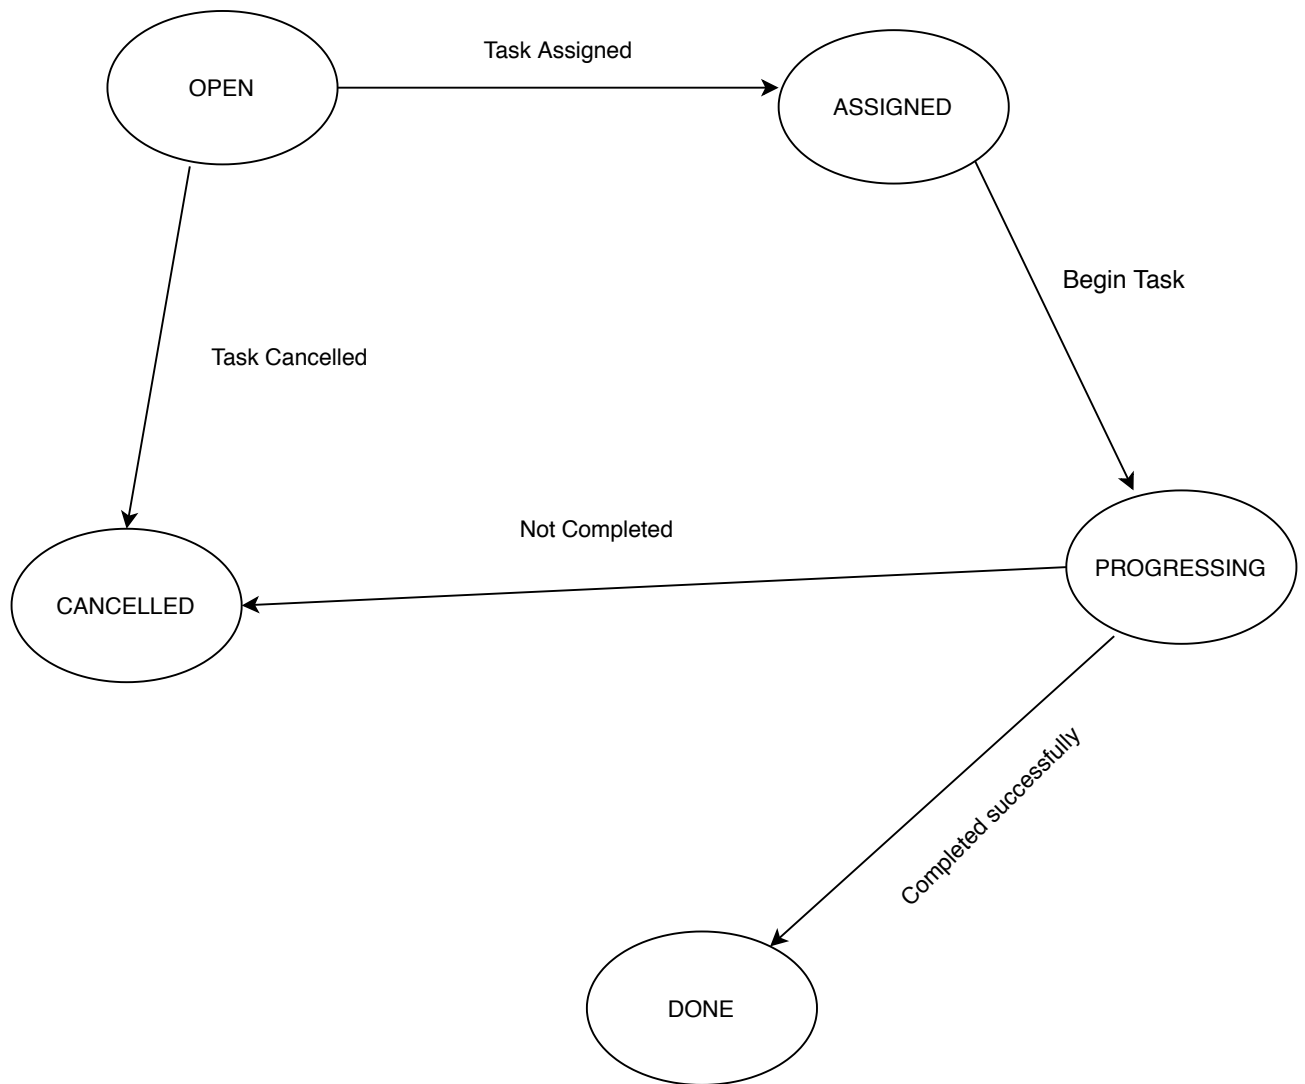 Task Assigned
OPEN
ASSIGNED
Begin Task
Task Cancelled
Not Completed
PROGRESSING
CANCELLED
Completed successfully
DONE